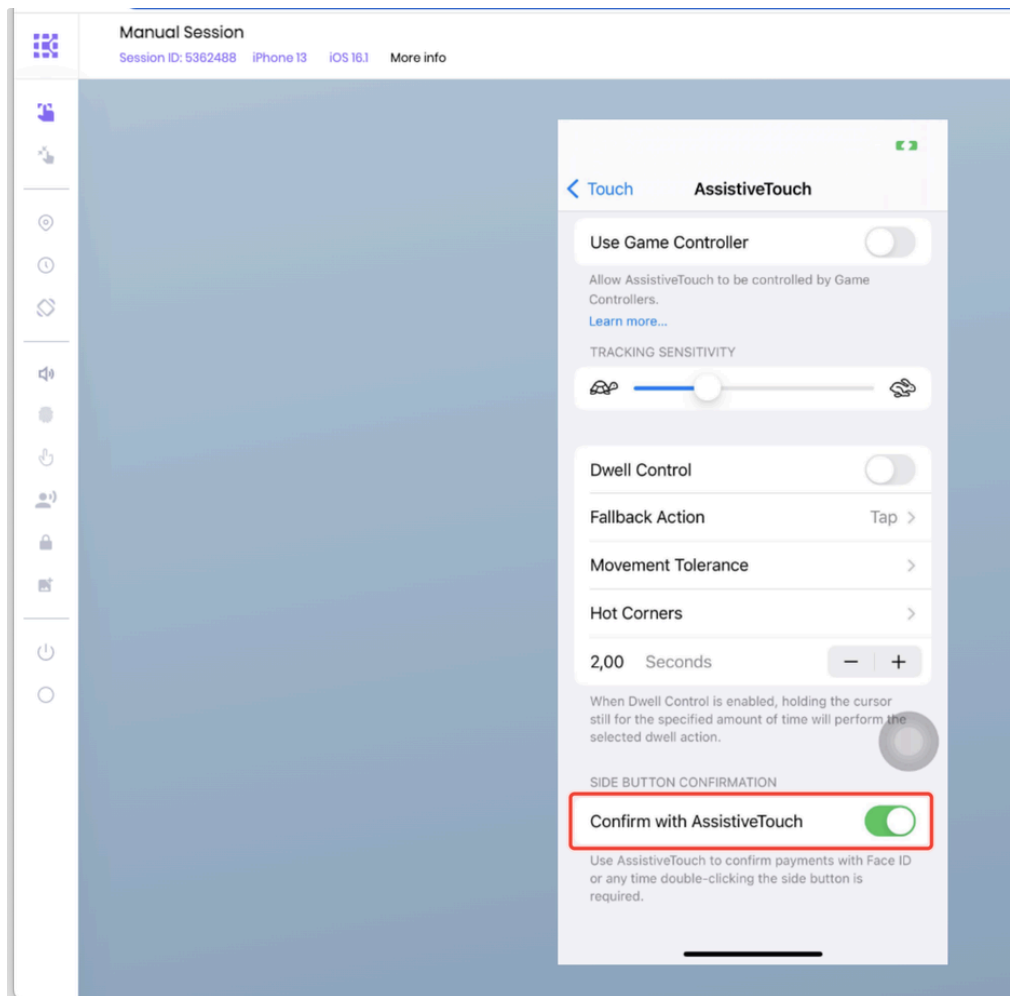 Manual Session
Session ID: 5362488 iPhone 13 iOS 16.1 More info
Touch AssistiveTouch
Use Game Controller
Allow AssistiveTouch to be controlled by Game
Controllers.
Learn more...
TRACKING SENSITIVITY
Dwell Control
Fallback Action Tap
Movement Tolerance
Hot Corners
2,00 Seconds − +
When Dwell Control is enabled, holding the cursor
still for the specified amount of time will perform the
selected dwell action.
SIDE BUTTON CONFIRMATION
Confirm with AssistiveTouch
Use AssistiveTouch to confirm payments with Face ID
or any time double-clicking the side button is
required.